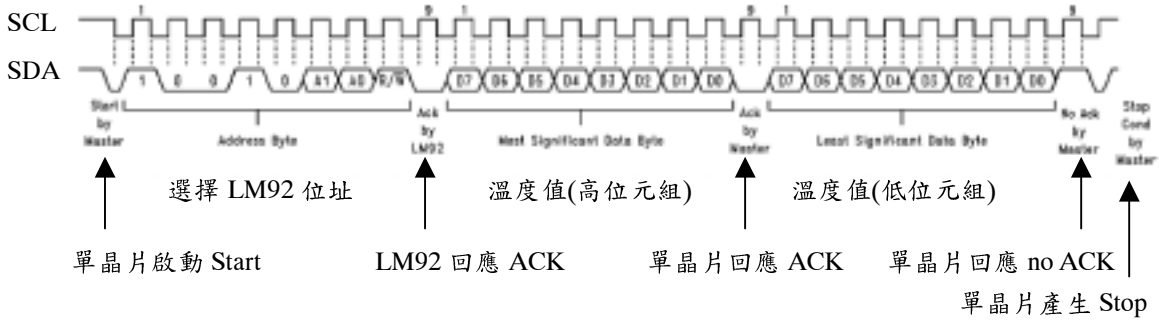 1 9 1 9 1 9
SCL
SDA
1 0 0 1 0 A1 A0 R/W D7 D6 D5 D4 D3 D2 D1 D0 D7 D6 D5 D4 D3 D2 D1 D0
Start by Master
Address Byte
Ack by LM92
Most Significant Data Byte
Ack by Master
Least Significant Data Byte
No Ack by Master
Stop Cond by Master
選擇 LM92 位址
溫度值(高位元組)
溫度值(低位元組)
單晶片啟動 Start
LM92 回應 ACK
單晶片回應 ACK
單晶片回應 no ACK
單晶片產生 Stop